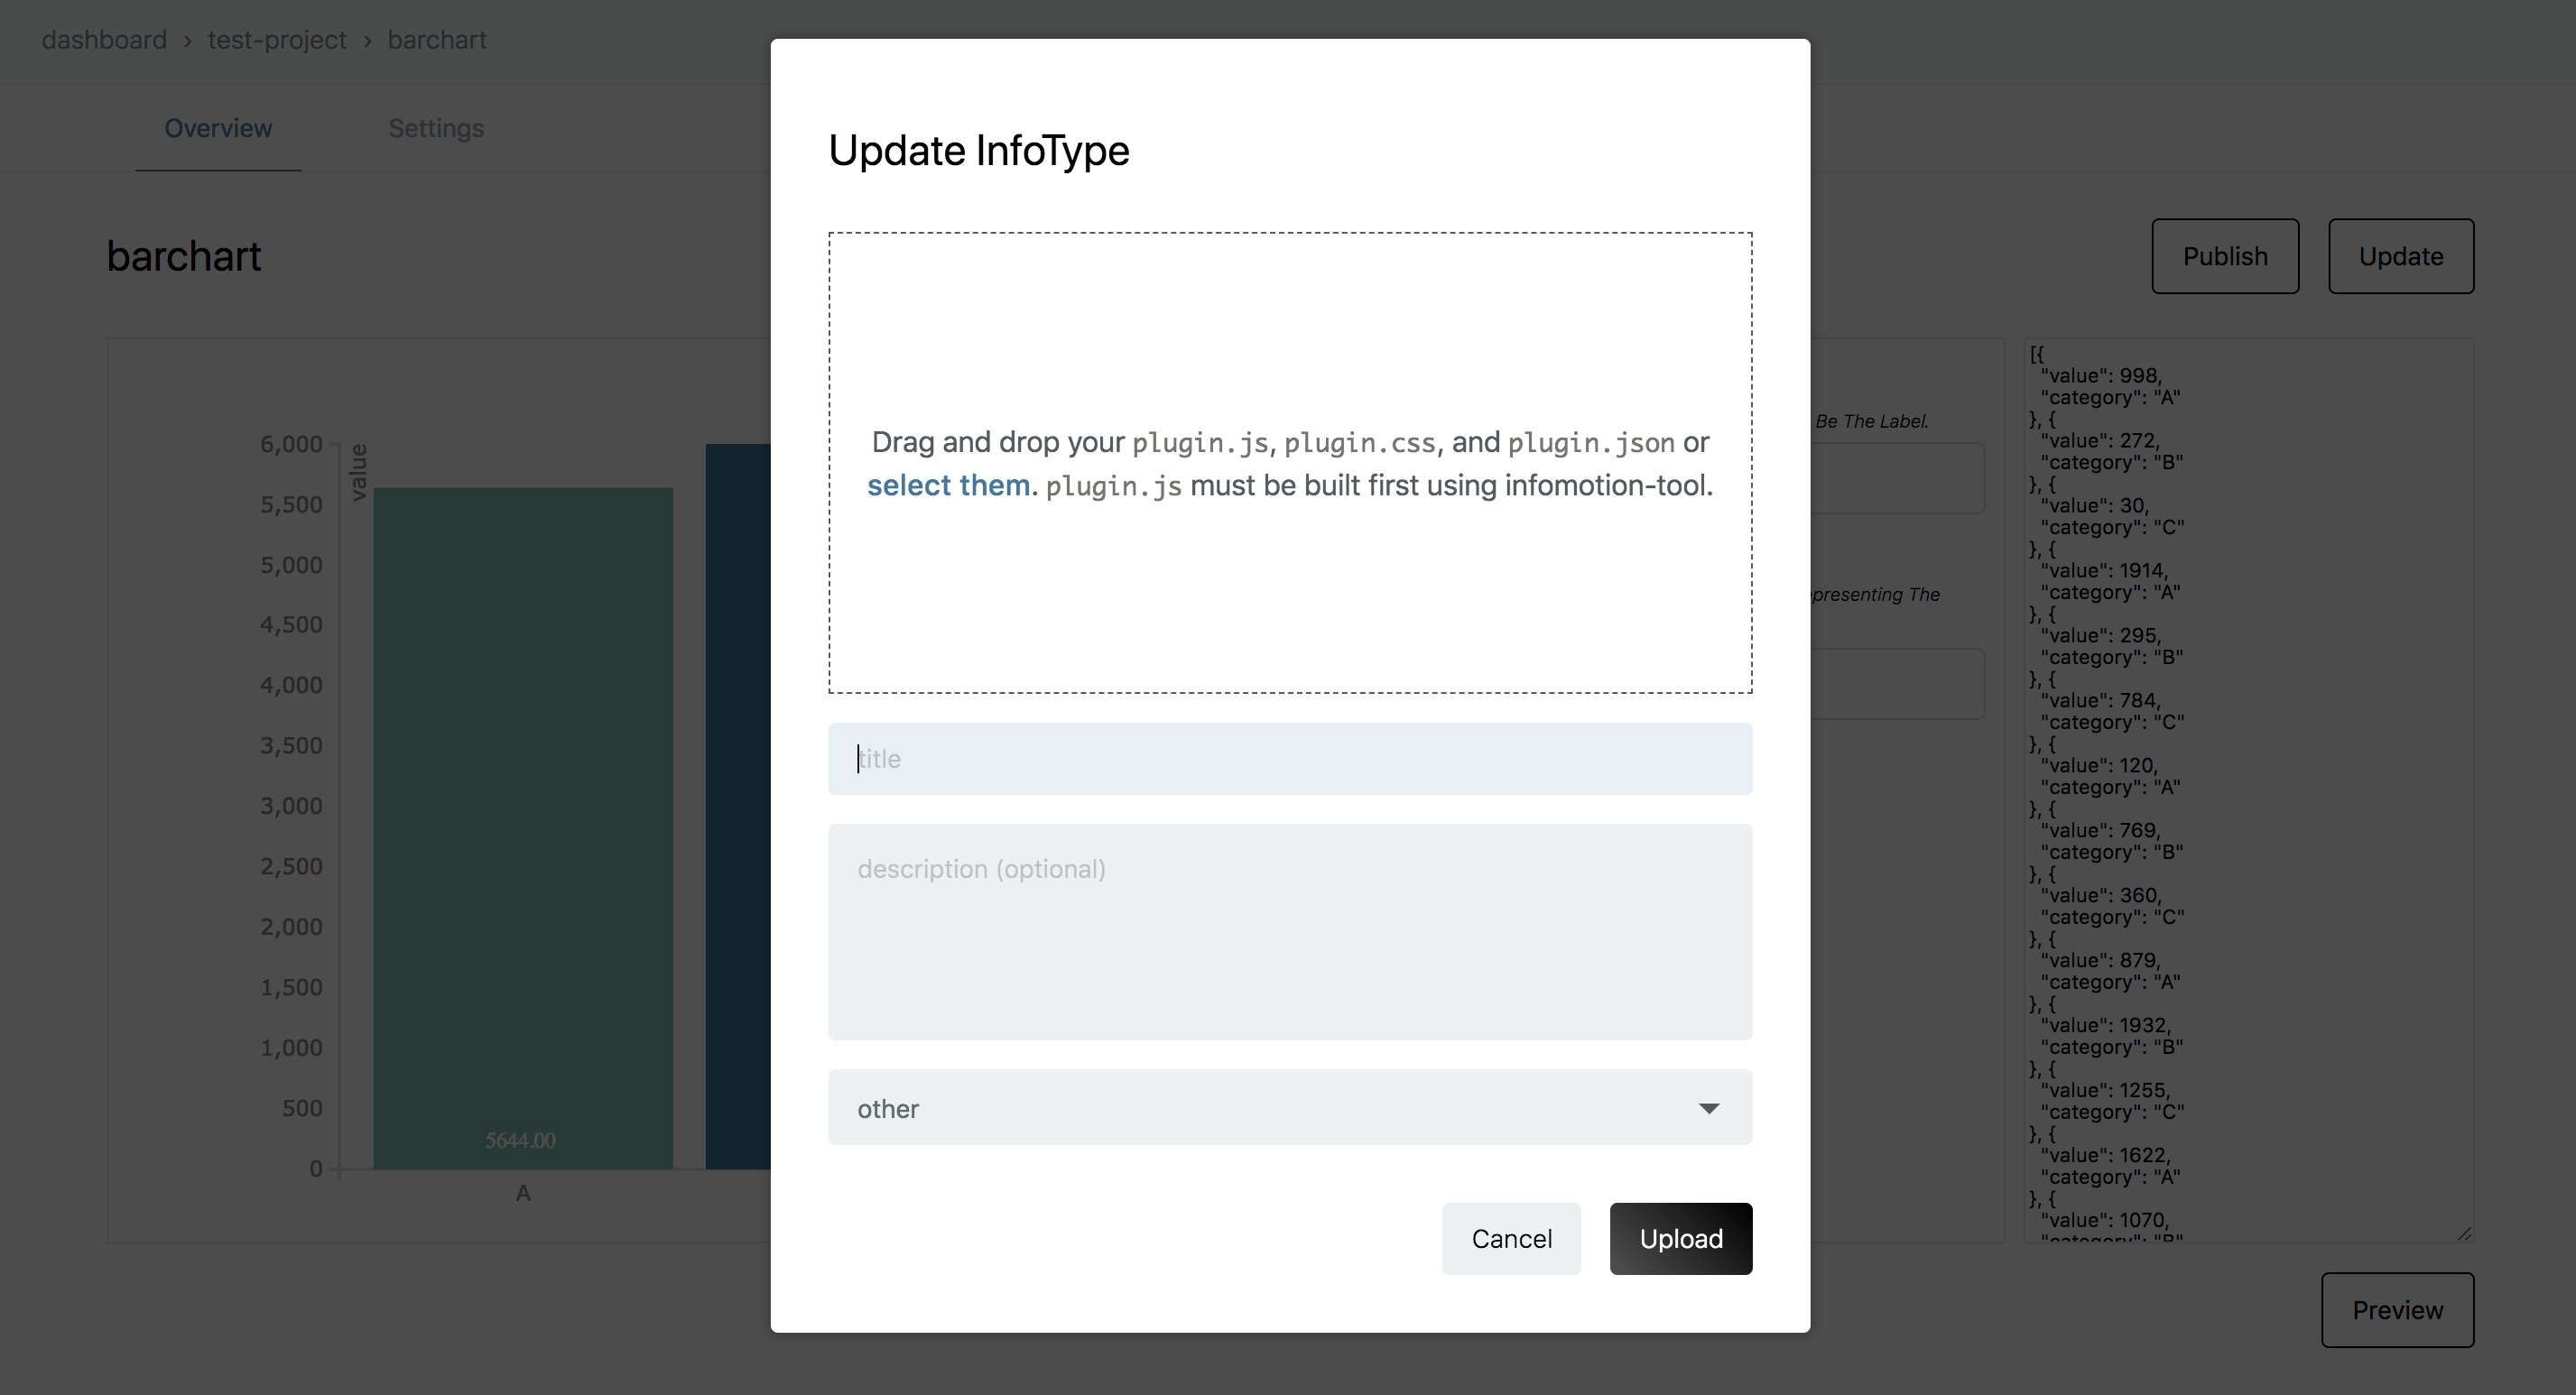 dashboard › test-project › barchart
Overview
Settings
barchart
Publish
Update
6,000
5,500
5,000
4,500
4,000
3,500
3,000
2,500
2,000
1,500
1,000
500
0
value
5644.00
A
Update InfoType
Drag and drop your plugin.js, plugin.css, and plugin.json or
select them. plugin.js must be built first using infomotion-tool.
title
description (optional)
other
Cancel
Upload
Be The Label.
The
[{
"value": 998,
"category": "A"
}, {
"value": 272,
"category": "B"
}, {
"value": 30,
"category": "C"
}, {
"value": 1914,
"category": "A"
}, {
"value": 295,
"category": "B"
}, {
"value": 784,
"category": "C"
}, {
"value": 120,
"category": "A"
}, {
"value": 769,
"category": "B"
}, {
"value": 360,
"category": "C"
}, {
"value": 879,
"category": "A"
}, {
"value": 1932,
"category": "B"
}, {
"value": 1255,
"category": "C"
}, {
"value": 1622,
"category": "A"
}, {
"value": 1070,
Preview